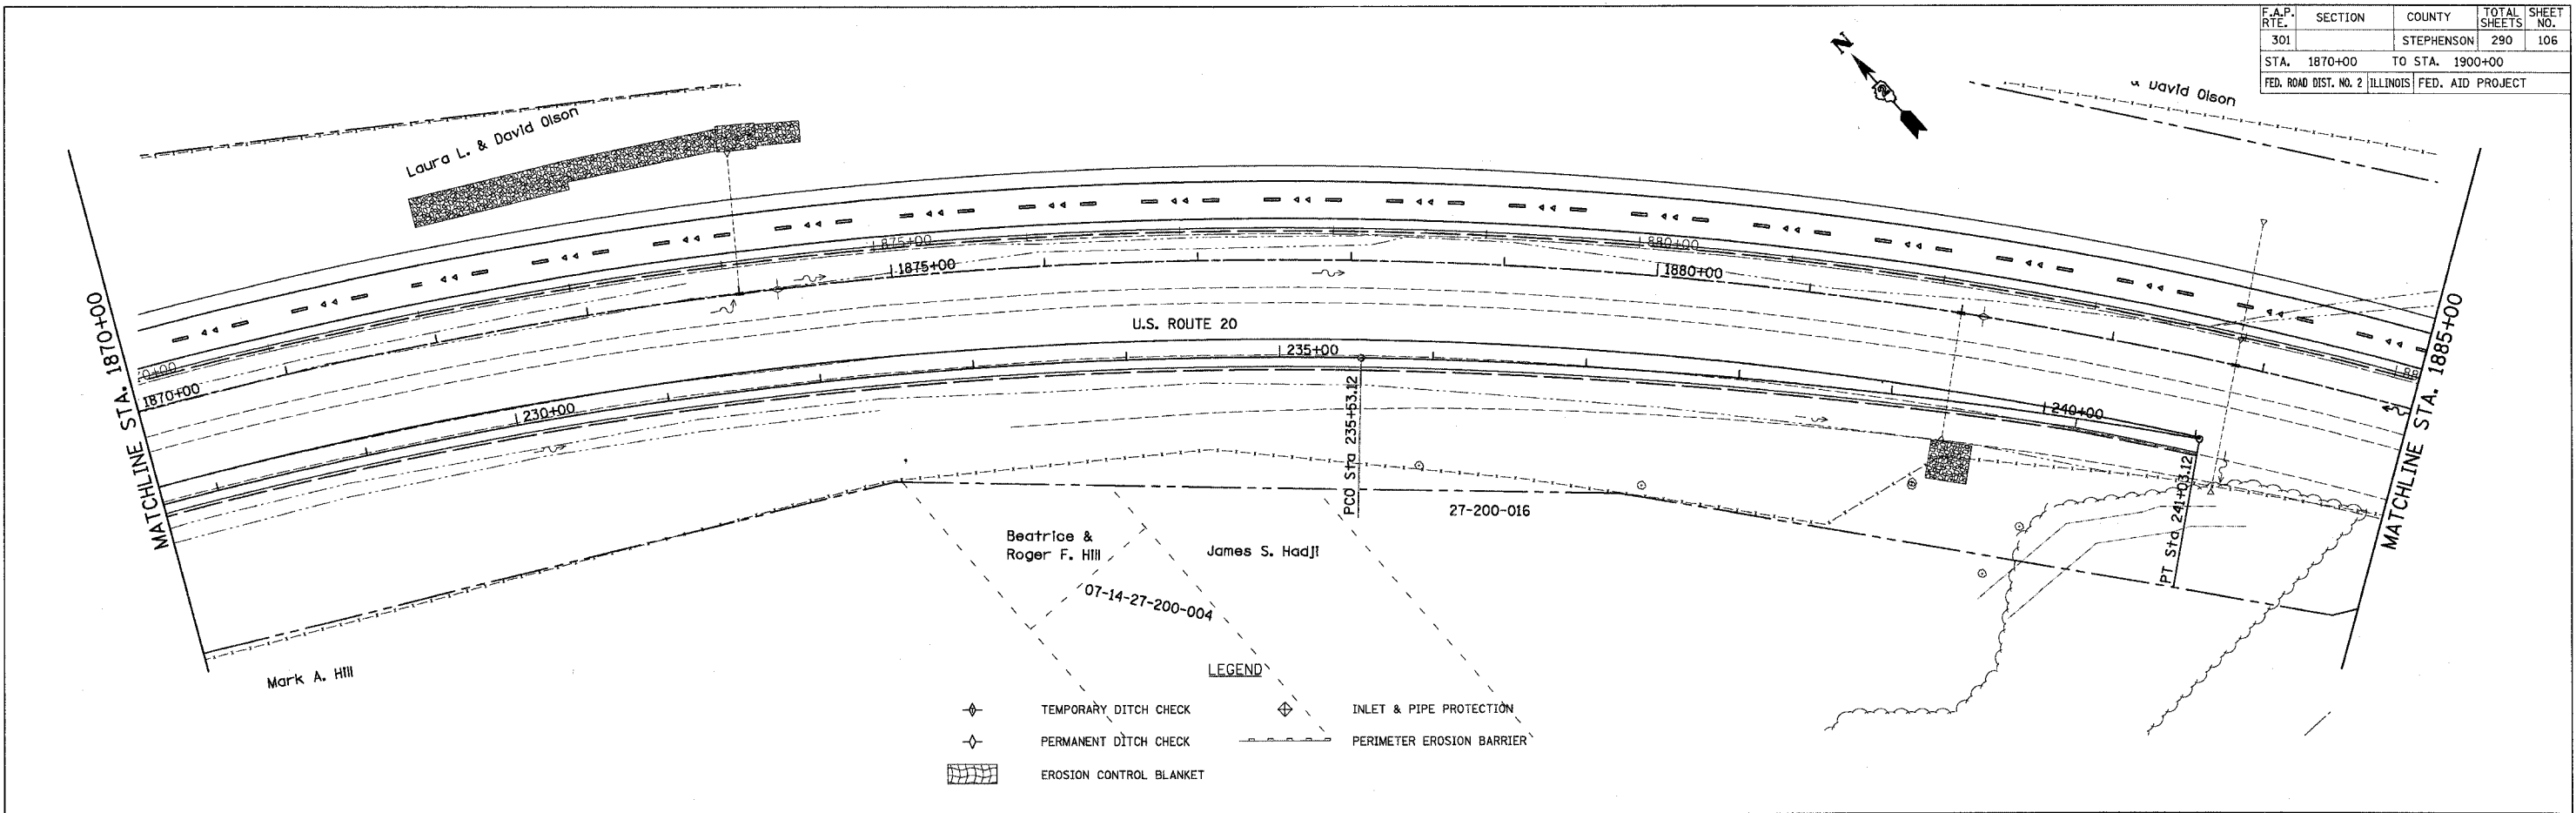 F.A.P. RTE. SECTION COUNTY TOTAL SHEETS SHEET NO.
301 STEPHENSON 290 106
STA. 1870+00 TO STA. 1900+00
FED. ROAD DIST. NO. 2 ILLINOIS FED. AID PROJECT
N
Laura L. & David Olson
& David Olson
MATCHLINE STA. 1870+00
MATCHLINE STA. 1885+00
1875+00
1880+00
1870+00
1875+00
1880+00
U.S. ROUTE 20
230+00
235+00
240+00
PCO Sta 235+53.12
PT Sta 241+03.12
27-200-016
Beatrice &
Roger F. Hill
James S. Hadji
07-14-27-200-004
Mark A. Hill
LEGEND
TEMPORARY DITCH CHECK
INLET & PIPE PROTECTION
PERMANENT DITCH CHECK
PERIMETER EROSION BARRIER
EROSION CONTROL BLANKET